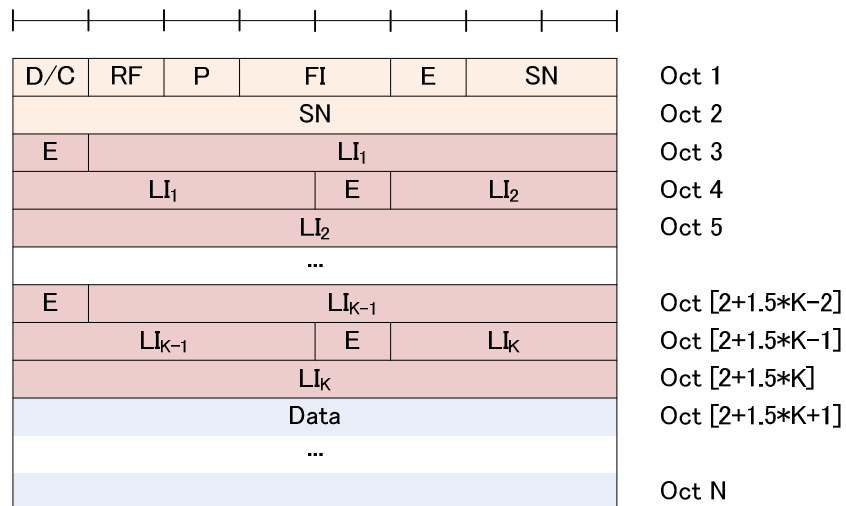 D/C RF P FI E SN Oct 1
SN Oct 2
E LI₁ Oct 3
LI₁ E LI₂ Oct 4
LI₂ Oct 5
...
E LIₖ₋₁ Oct [2+1.5*K-2]
LIₖ₋₁ E LIₖ Oct [2+1.5*K-1]
LIₖ Oct [2+1.5*K]
Data Oct [2+1.5*K+1]
...
Oct N